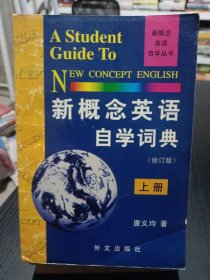 A Student
Guide To
NEW CONCEPT ENGLISH
新概念
英语
自学丛书
新概念英语
自学词典
(修订版)
上册
唐义均 著
外文出版社